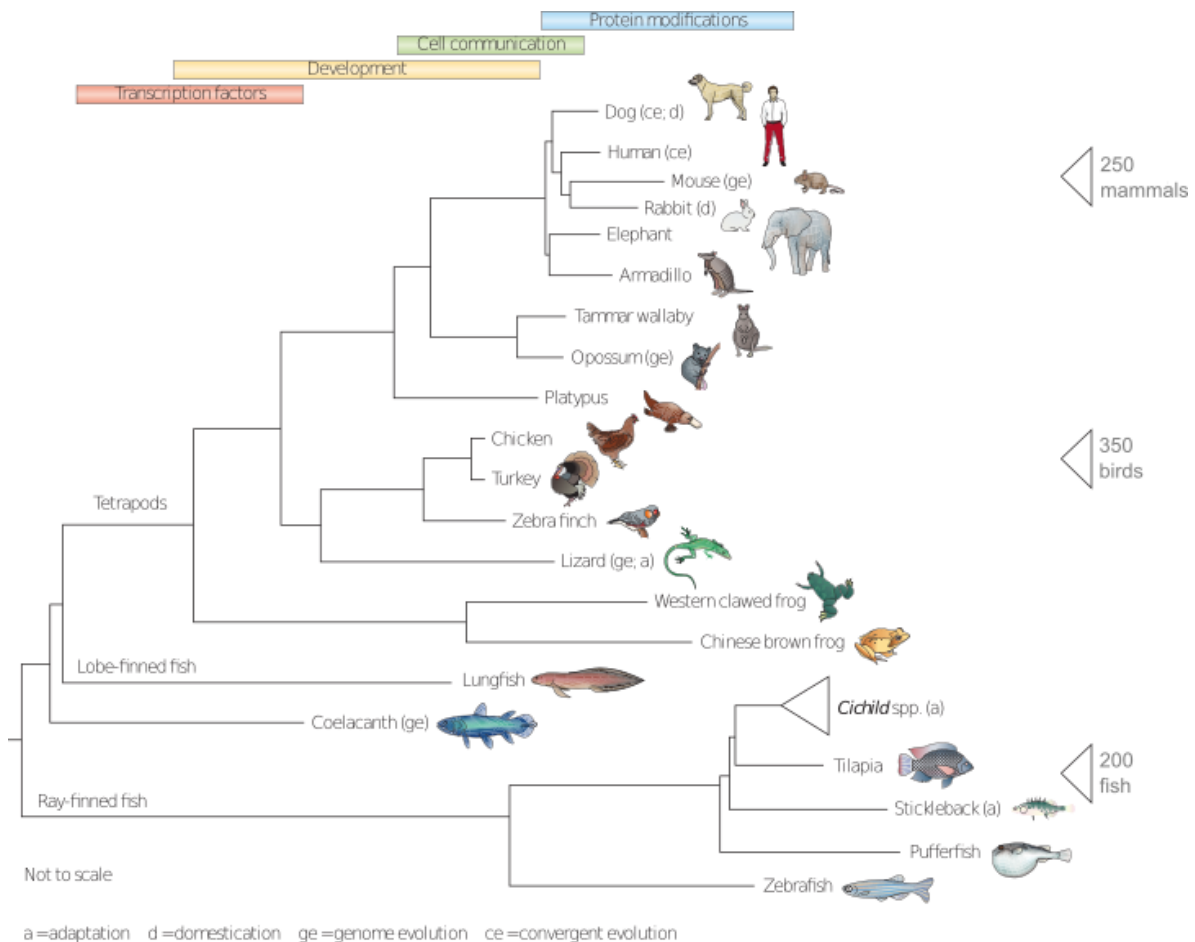 Protein modifications
Cell communication
Development
Transcription factors
Dog (ce; d)
Human (ce)
250
mammals
Mouse (ge)
Rabbit (d)
Elephant
Armadillo
Tammar wallaby
Opossum (ge)
Platypus
Chicken
350
birds
Turkey
Tetrapods
Zebra finch
Lizard (ge; a)
Western clawed frog
Chinese brown frog
Lobe-finned fish
Lungfish
Cichild spp. (a)
Coelacanth (ge)
Tilapia
200
fish
Ray-finned fish
Stickleback (a)
Pufferfish
Not to scale
Zebrafish
a =adaptation d =domestication ge =genome evolution ce =convergent evolution